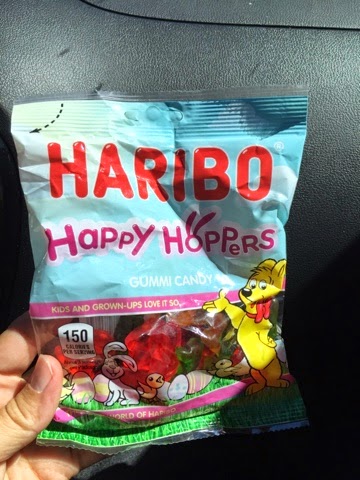 HARIBO®
HAPPY HOPPERS
GUMMI CANDY
KIDS AND GROWN-UPS LOVE IT SO,
150
CALORIES
PER SERVING
WORLD OF HARIBO